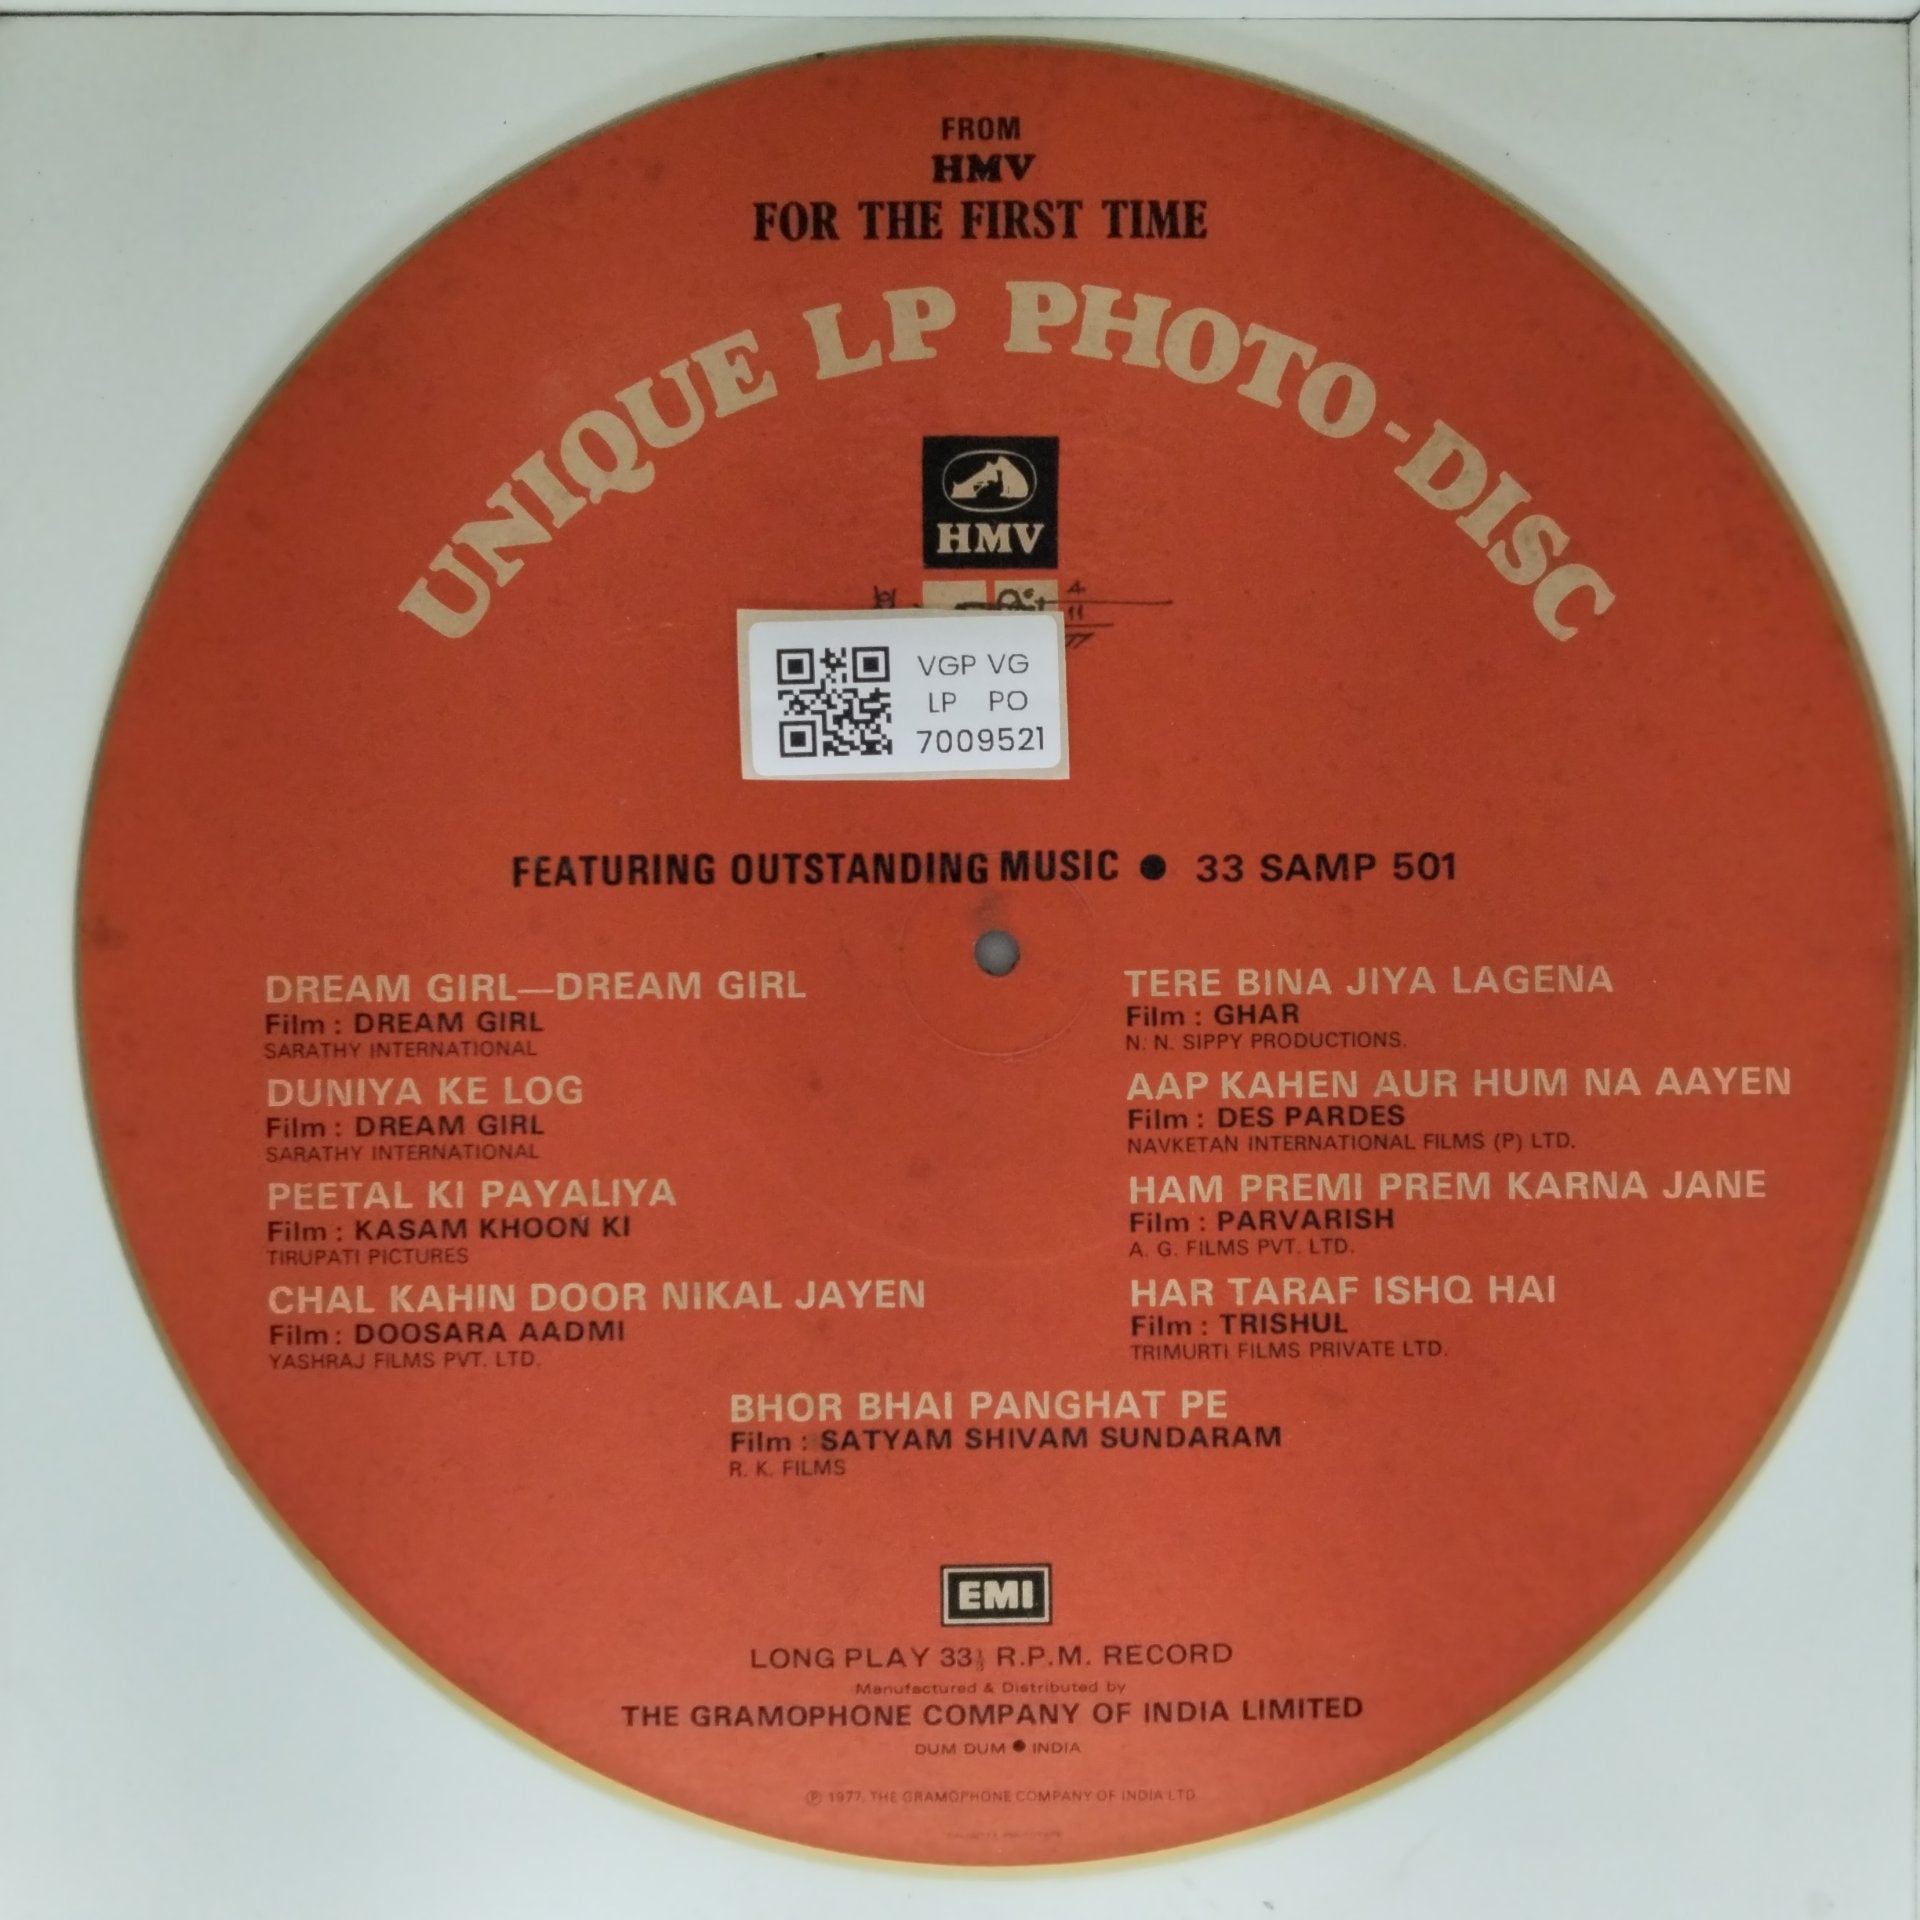 FROM
HMV
FOR THE FIRST TIME
UNIQUE LP PHOTO-DISC
HMV
4
11
77
VGP VG
LP PO
7009521
FEATURING OUTSTANDING MUSIC ● 33 SAMP 501
DREAM GIRL—DREAM GIRL
Film : DREAM GIRL
SARATHY INTERNATIONAL
DUNIYA KE LOG
Film : DREAM GIRL
SARATHY INTERNATIONAL
PEETAL KI PAYALIYA
Film : KASAM KHOON KI
TIRUPATI PICTURES
CHAL KAHIN DOOR NIKAL JAYEN
Film : DOOSARA AADMI
YASHRAJ FILMS PVT. LTD.
TERE BINA JIYA LAGENA
Film : GHAR
N. N. SIPPY PRODUCTIONS.
AAP KAHEN AUR HUM NA AAYEN
Film : DES PARDES
NAVKETAN INTERNATIONAL FILMS (P) LTD.
HAM PREMI PREM KARNA JANE
Film : PARVARISH
A. G. FILMS PVT. LTD.
HAR TARAF ISHQ HAI
Film : TRISHUL
TRIMURTI FILMS PRIVATE LTD.
BHOR BHAI PANGHAT PE
Film : SATYAM SHIVAM SUNDARAM
R. K. FILMS
EMI
LONG PLAY 33⅓ R.P.M. RECORD
Manufactured & Distributed by
THE GRAMOPHONE COMPANY OF INDIA LIMITED
DUM DUM ● INDIA
℗ 1977, THE GRAMOPHONE COMPANY OF INDIA LTD.